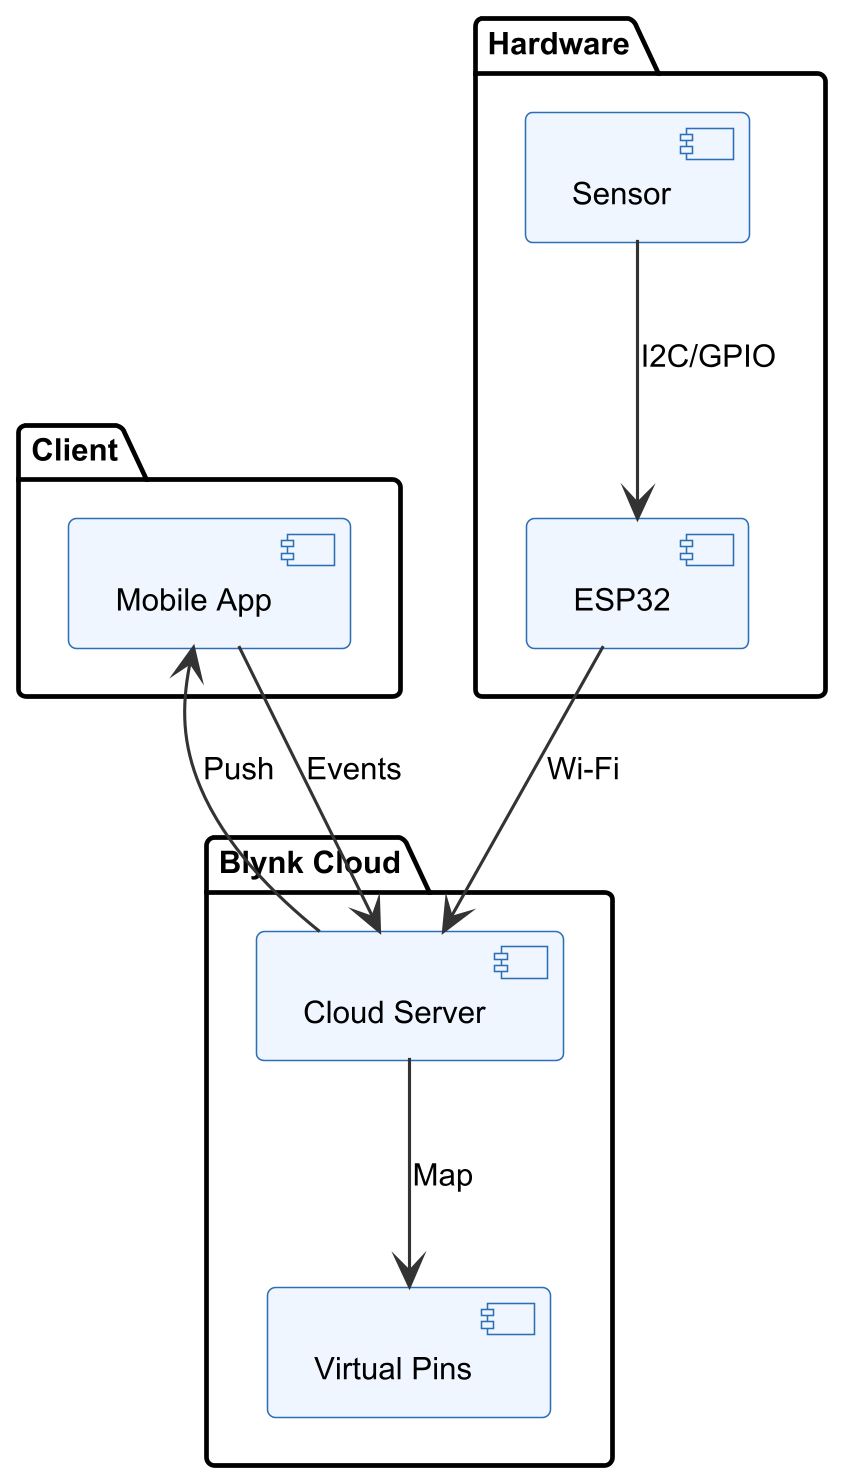 Hardware
Sensor
I2C/GPIO
Client
Mobile App
ESP32
Push
Events
Wi-Fi
Blynk Cloud
Cloud Server
Map
Virtual Pins